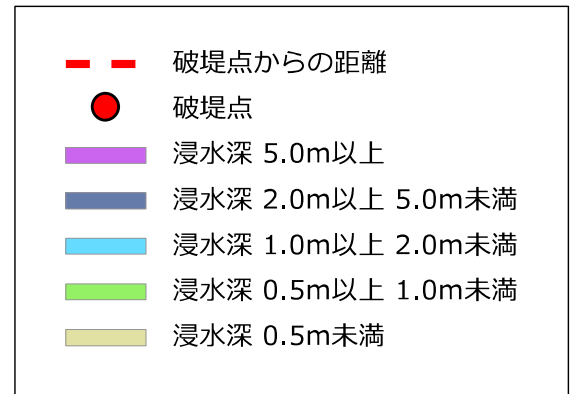 破堤点からの距離
破堤点
浸水深 5.0m以上
浸水深 2.0m以上 5.0m未満
浸水深 1.0m以上 2.0m未満
浸水深 0.5m以上 1.0m未満
浸水深 0.5m未満